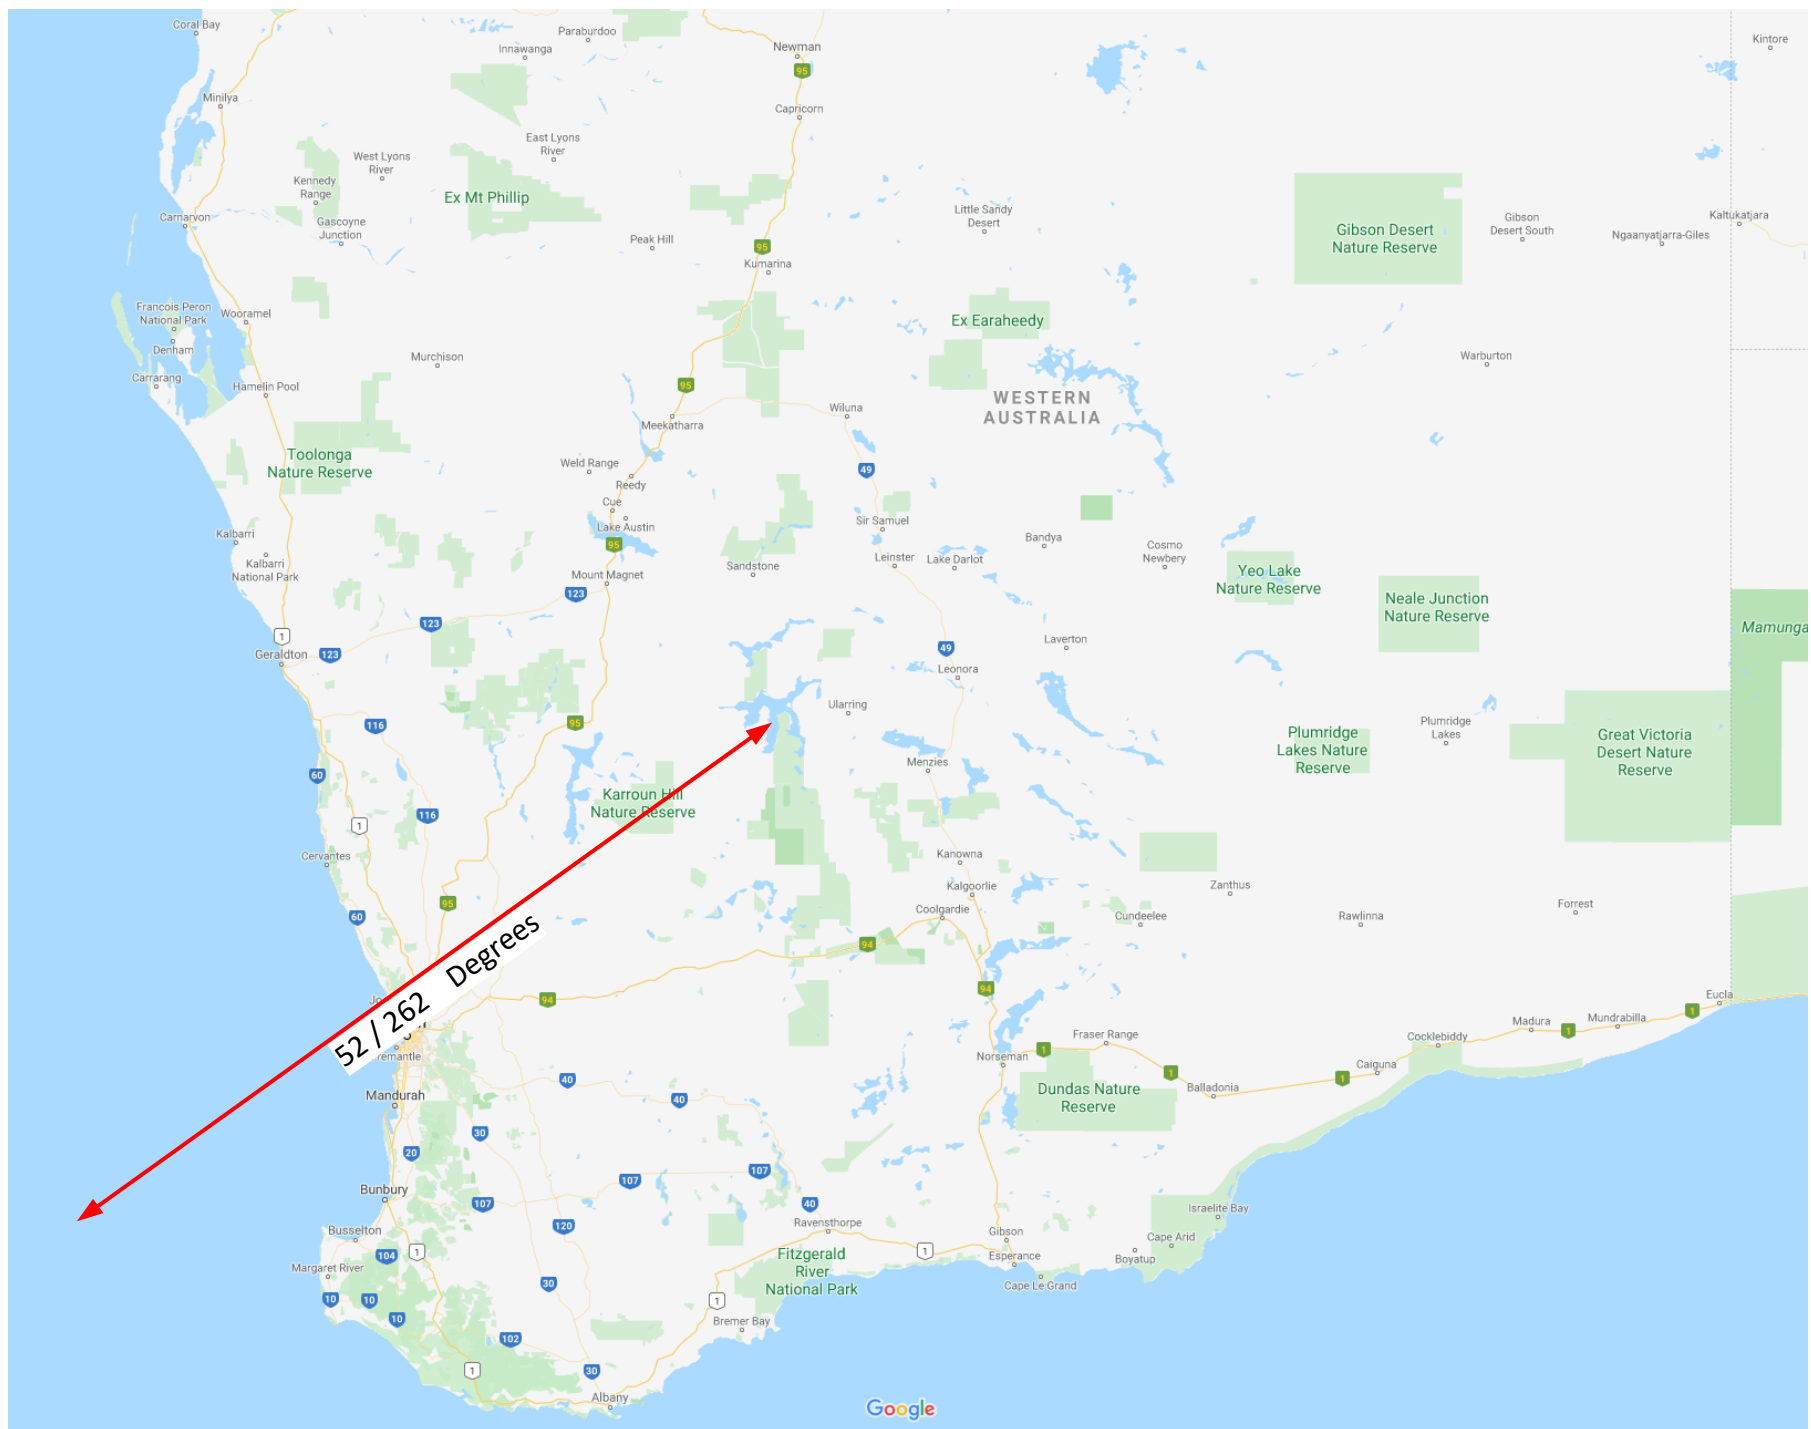 Coral Bay
Paraburdoo
Innawanga
Newman
Kintore
95
Minilya
Capricorn
East Lyons
River
West Lyons
River
Kennedy
Range
Ex Mt Phillip
Carnarvon
Gascoyne
Junction
Peak Hill
95
Kumarina
Little Sandy
Desert
Gibson Desert
Nature Reserve
Gibson
Desert South
Ngaanyatjarra-Giles
Kaltukatjara
Francois Peron
National Park
Wooramel
Denham
Carrarang
Hamelin Pool
Murchison
Ex Earaheedy
Warburton
95
WESTERN
AUSTRALIA
Meekatharra
Wiluna
Toolonga
Nature Reserve
Weld Range
Reedy
49
Cue
Lake Austin
95
Sir Samuel
Kalbarri
Kalbarri
National Park
Mount Magnet
Sandstone
Leinster
Lake Darlot
Bandya
Cosmo
Newbery
Yeo Lake
Nature Reserve
Neale Junction
Nature Reserve
Mamunga
123
123
1
Geraldton
123
49
Laverton
Leonora
116
95
Ularring
Plumridge
Lakes Nature
Reserve
Plumridge
Lakes
Great Victoria
Desert Nature
Reserve
60
Menzies
Karroun Hill
Nature Reserve
116
1
Cervantes
Kanowna
Kalgoorlie
Coolgardie
Zanthus
Cundeelee
Rawlinna
Forrest
95
60
94
94
94
Eucla
1
52 / 262 Degrees
Mandurah
Fraser Range
Norseman
1
Cocklebiddy
Madura
1
Mundrabilla
Caiguna
1
1
Balladonia
Dundas Nature
Reserve
40
40
30
20
107
107
107
Bunbury
40
120
Ravensthorpe
Busselton
104
1
Margaret River
Fitzgerald
River
National Park
1
Gibson
Esperance
Cape Le Grand
Israelite Bay
Cape Arid
Boyatup
10
10
10
30
1
Bremer Bay
102
1
30
Albany
Google